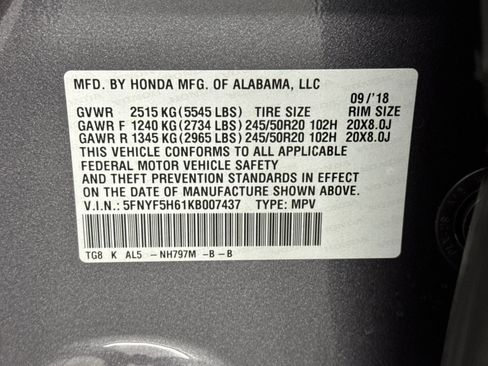 MFD. BY HONDA MFG. OF ALABAMA, LLC
09/'18
GVWR 2515 KG (5545 LBS) TIRE SIZE RIM SIZE
GAWR F 1240 KG (2734 LBS) 245/50R20 102H 20X8.0J
GAWR R 1345 KG (2965 LBS) 245/50R20 102H 20X8.0J
THIS VEHICLE CONFORMS TO ALL APPLICABLE
FEDERAL MOTOR VEHICLE SAFETY
AND THEFT PREVENTION STANDARDS IN EFFECT
ON THE DATE OF MANUFACTURE SHOWN ABOVE.
V.I.N.: 5FNYF5H61KB007437 TYPE: MPV
TG8 K AL5 -NH797M -B-B